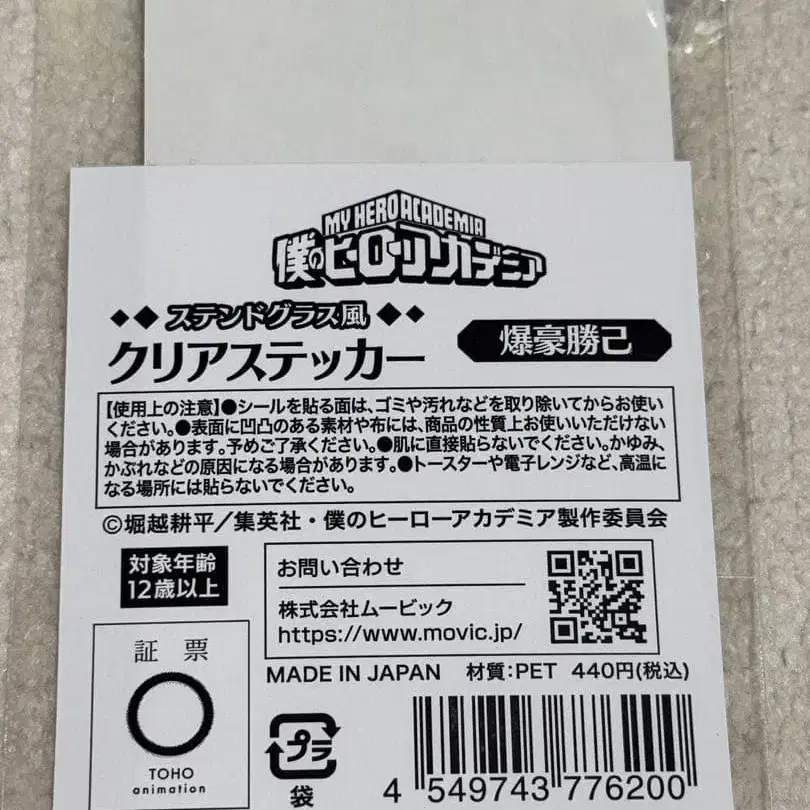 MY HERO ACADEMIA
僕のヒーローアカデミア
ステンドグラス風
クリアステッカー
爆豪勝己
【使用上の注意】●シールを貼る面は、ゴミや汚れなどを取り除いてからお使い
ください。●表面に凹凸のある素材や布には、商品の性質上お使いいただけない
場合があります。予めご了承ください。●肌に直接貼らないでください。かゆみ、
かぶれなどの原因になる場合があります。●トースターや電子レンジなど、高温に
なる場所には貼らないでください。
©堀越耕平／集英社・僕のヒーローアカデミア製作委員会
対象年齢
12歳以上
お問い合わせ
株式会社ムービック
https://www.movic.jp/
MADE IN JAPAN 材質：PET 440円(税込)
証票
TOHO
animation
プラ
袋
4 549743 776200